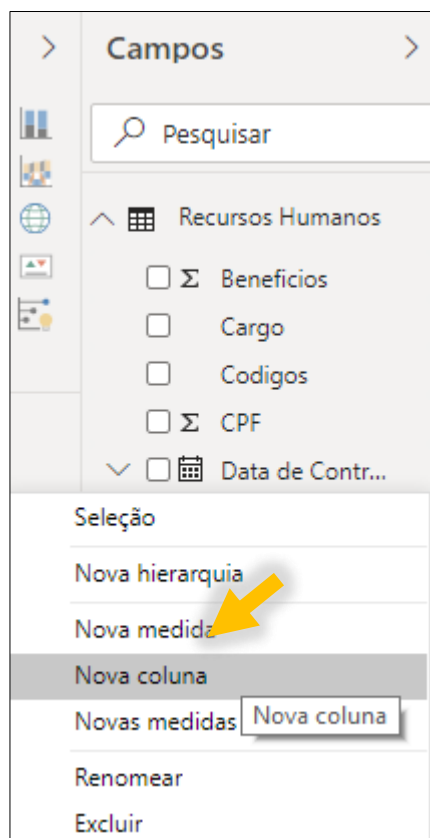 Campos
Pesquisar
Recursos Humanos
Σ Beneficios
Cargo
Codigos
Σ CPF
Data de Contr...
Seleção
Nova hierarquia
Nova medida
Nova coluna
Novas medidas
Nova coluna
Renomear
Excluir